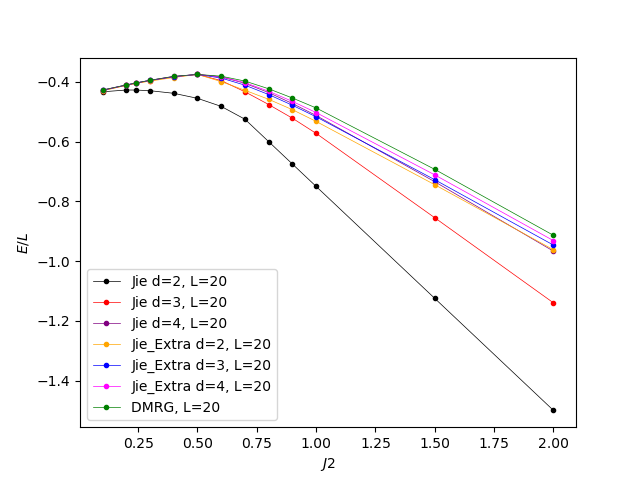 −0.4
−0.6
−0.8
−1.0
−1.2
−1.4
E/L
Jie d=2, L=20
Jie d=3, L=20
Jie d=4, L=20
Jie_Extra d=2, L=20
Jie_Extra d=3, L=20
Jie_Extra d=4, L=20
DMRG, L=20
0.25 0.50 0.75 1.00 1.25 1.50 1.75 2.00
J2